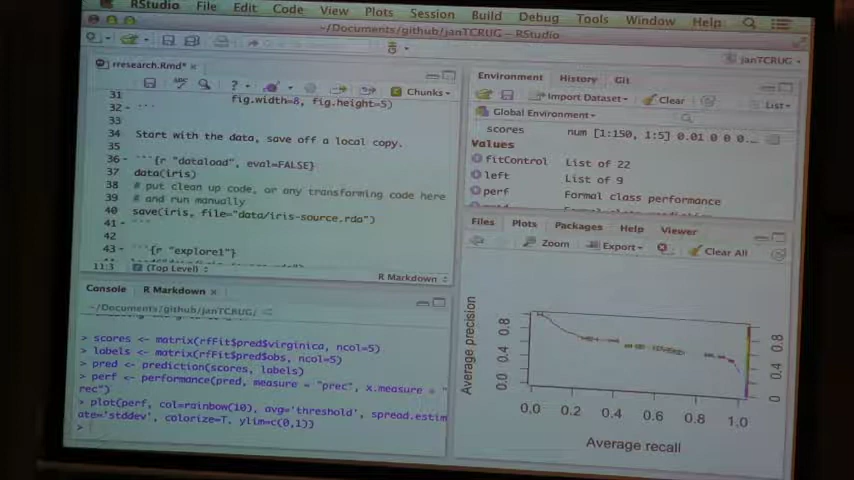 RStudio File Edit Code View Plots Session Build Debug Tools Window Help
~/Documents/github/janTCRUG - RStudio
janTCRUG
rresearch.Rmd*
ABC ? Chunks
31 fig.width=8, fig.height=5)
32 ```
33
34 Start with the data, save off a local copy.
35
36 ```{r "dataload", eval=FALSE}
37 data(iris)
38 # put clean up code, or any transforming code here
39 # and run manually
40 save(iris, file="data/iris-source.rda")
41 ```
42
43 ```{r "explore1"}
11:3 (Top Level) R Markdown
Console R Markdown
~/Documents/github/janTCRUG/
> scores <- matrix(rfFit$pred$virginica, ncol=5)
> labels <- matrix(rfFit$pred$obs, ncol=5)
> pred <- prediction(scores, labels)
> perf <- performance(pred, measure = "prec", x.measure = "
rec")
> plot(perf, col=rainbow(10), avg='threshold', spread.estim
ate='stddev', colorize=T, ylim=c(0,1))
>
Environment History Git
Import Dataset Clear List
Global Environment
scores num [1:150, 1:5] 0.01 0 0 0...
Values
fitControl List of 22
left List of 9
perf Formal class performance
Files Plots Packages Help Viewer
Zoom Export Clear All
Average precision
0.0 0.4 0.8
0.0 0.2 0.4 0.6 0.8 1.0
Average recall
0 0.4 0.8